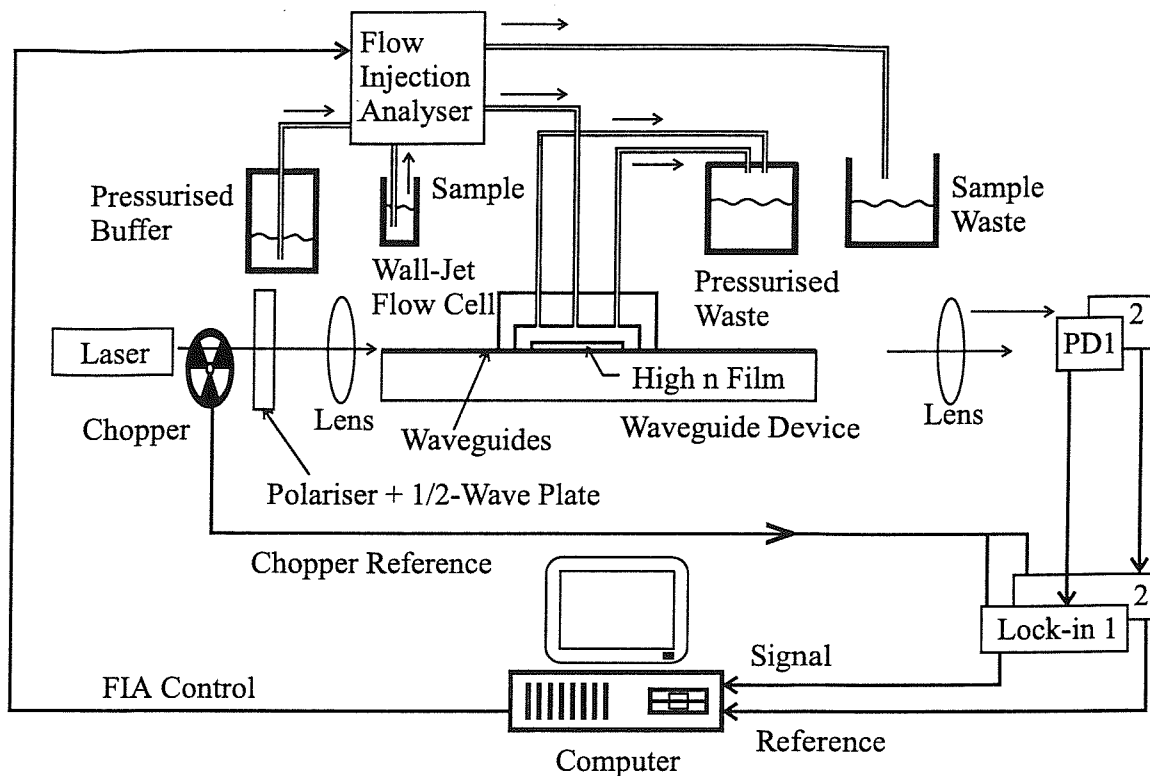 Flow
Injection
Analyser
Pressurised
Buffer
Sample
Sample
Waste
Wall-Jet
Flow Cell
Pressurised
Waste
Laser
2
PD1
High n Film
Chopper
Lens
Waveguides
Waveguide Device
Lens
Polariser + 1/2-Wave Plate
Chopper Reference
2
Lock-in 1
Signal
FIA Control
Reference
Computer